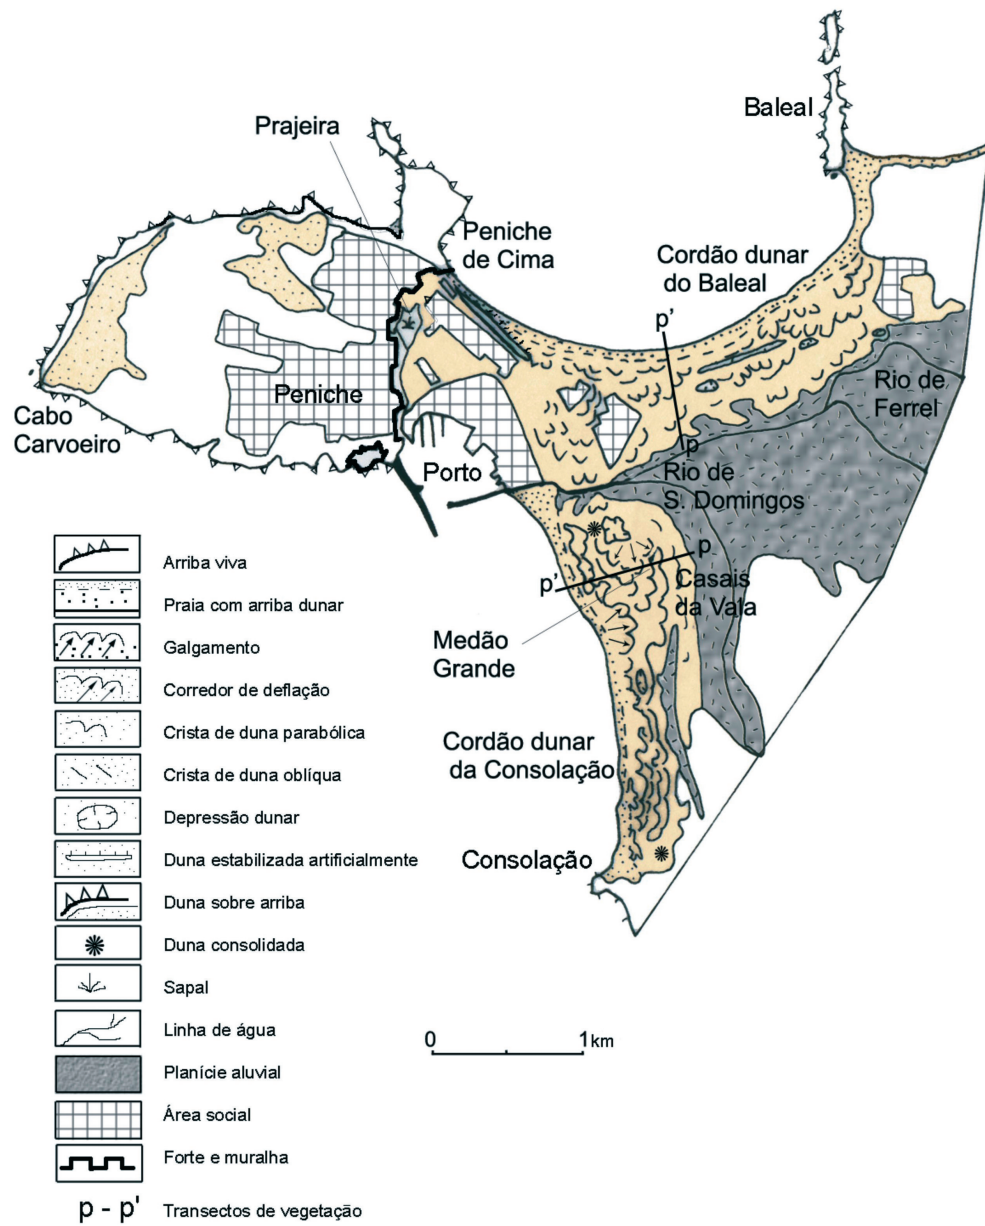 Baleal
Prajeira
Peniche
de Cima
Cordão dunar
do Baleal
p'
Rio de
Ferrel
Peniche
Cabo
Carvoeiro
p
Porto
Rio de
S. Domingos
p
p'
Casais
da Vala
Medão
Grande
Cordão dunar
da Consolação
Consolação
Arriba viva
Praia com arriba dunar
Galgamento
Corredor de deflação
Crista de duna parabólica
Crista de duna oblíqua
Depressão dunar
Duna estabilizada artificialmente
Duna sobre arriba
Duna consolidada
Sapal
Linha de água
Planície aluvial
Área social
Forte e muralha
p - p' Transectos de vegetação
0 1 km